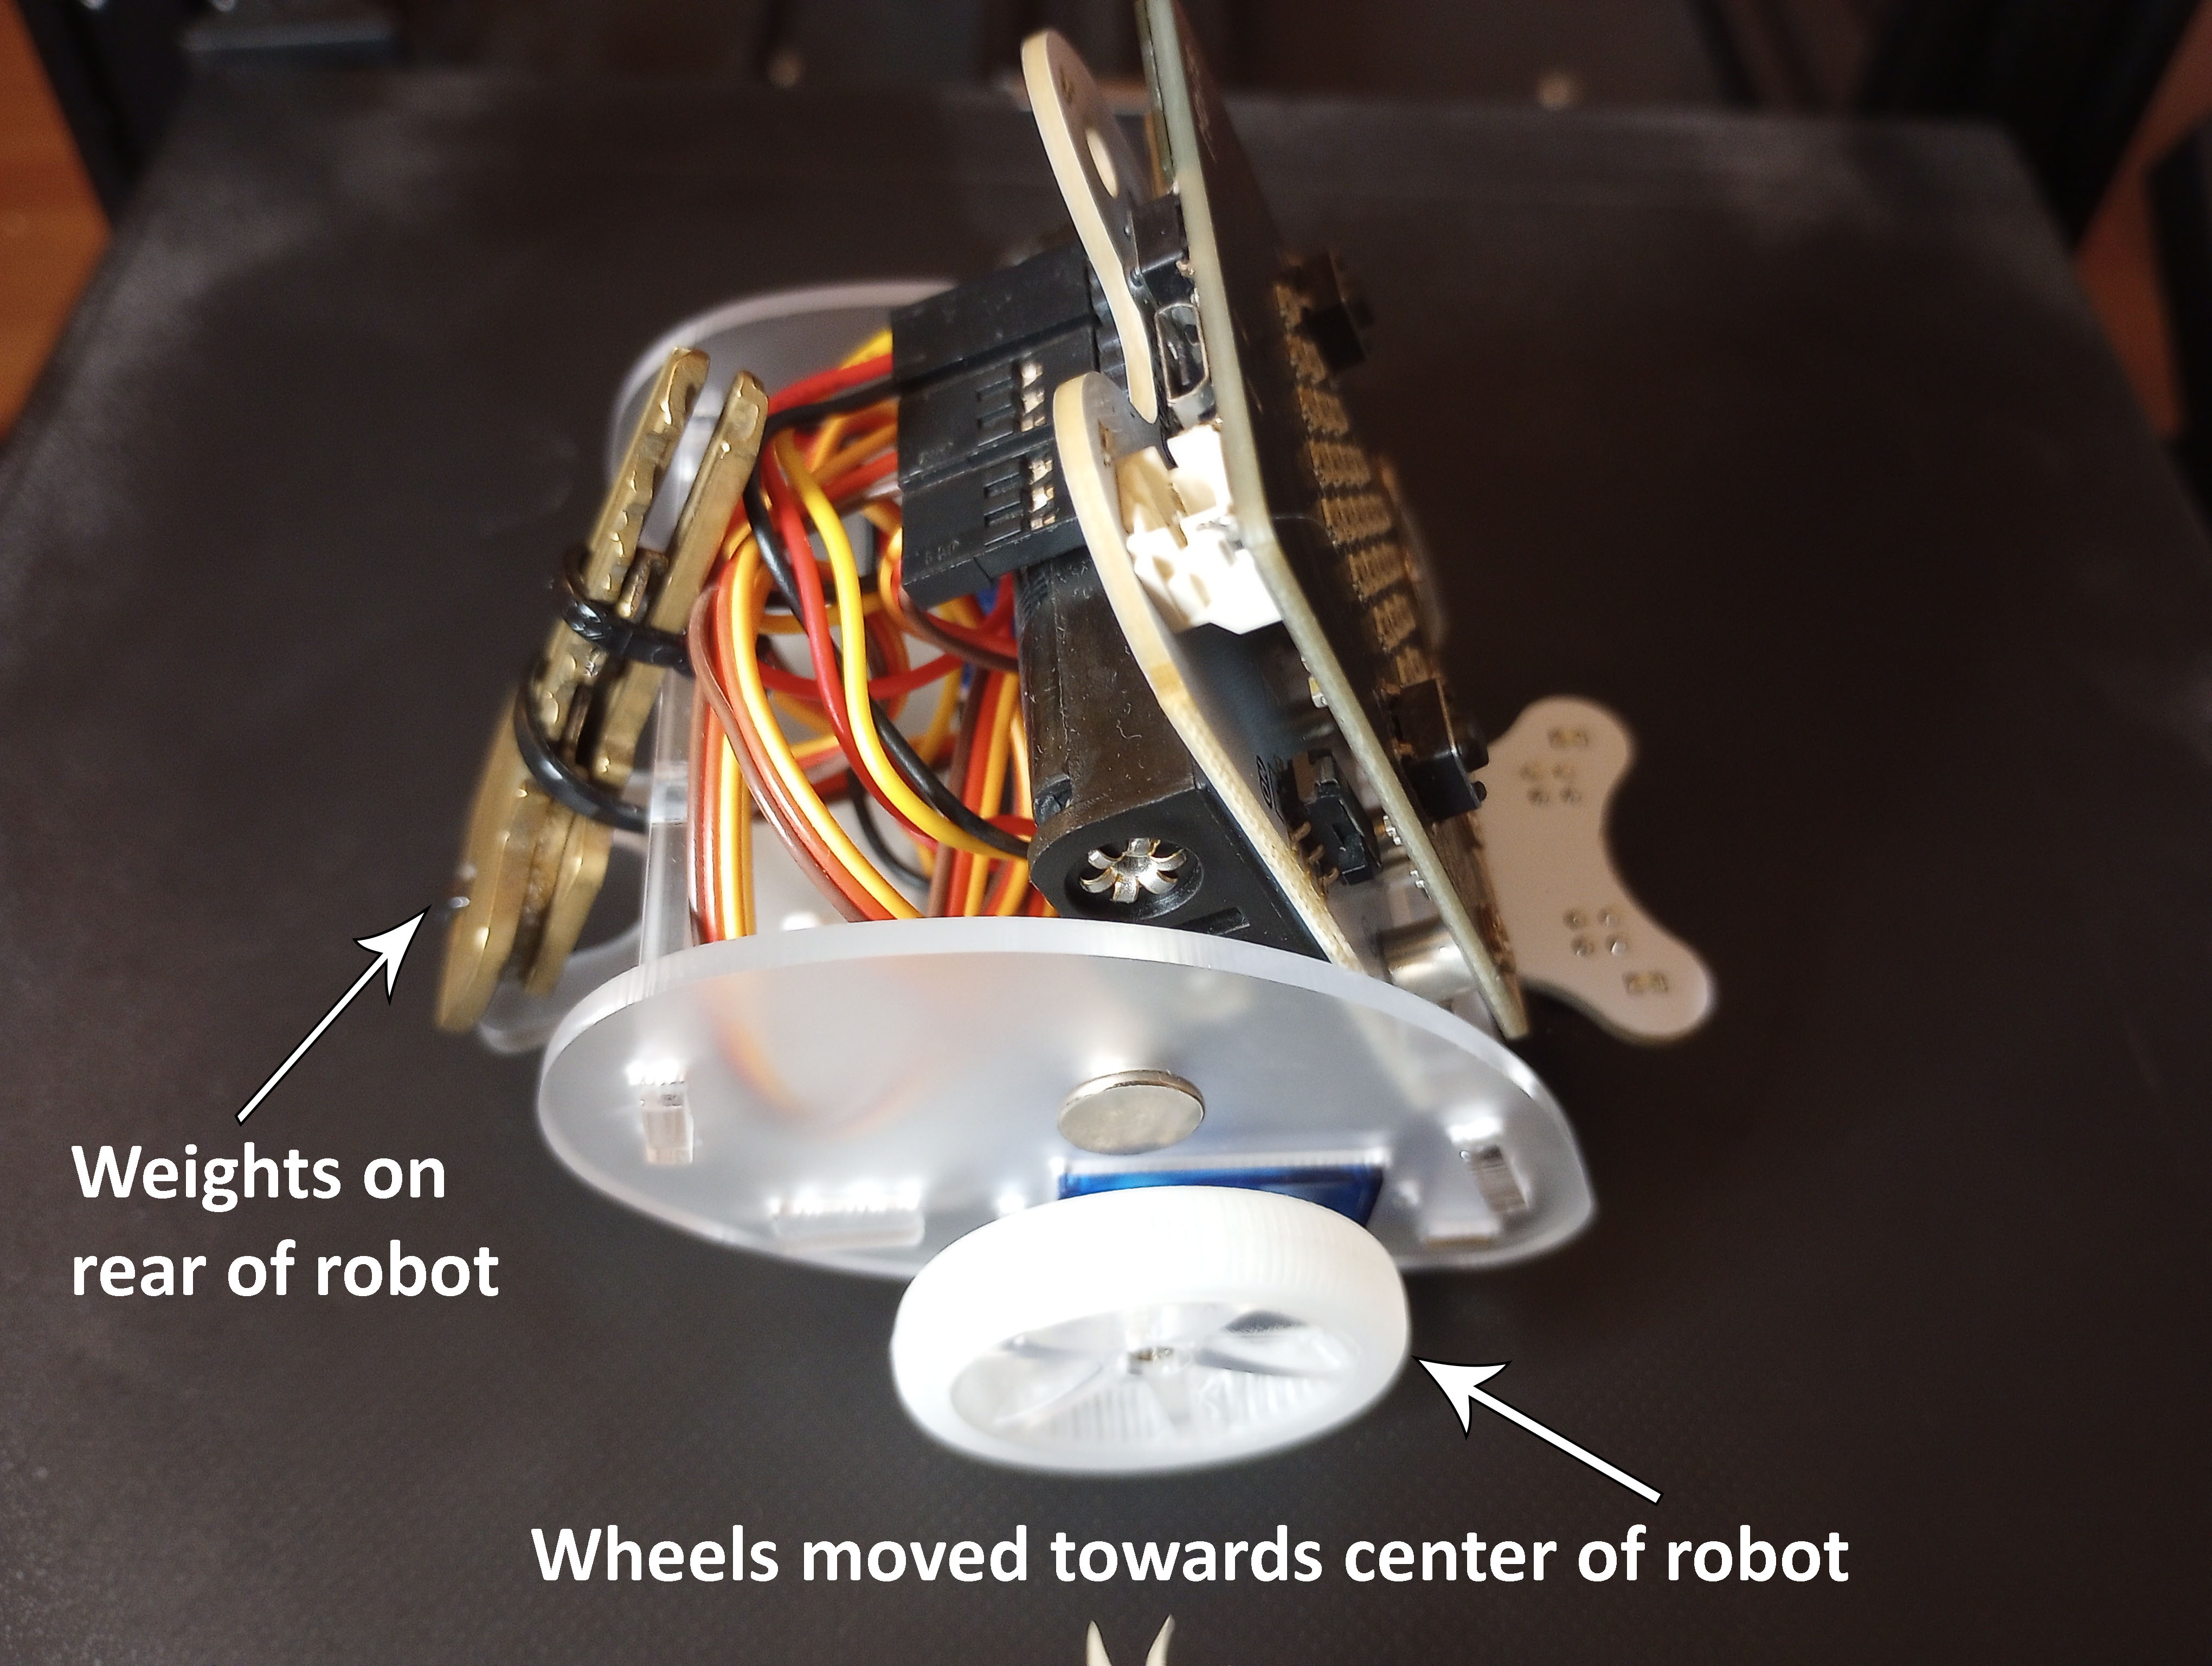 Weights on
rear of robot
Wheels moved towards center of robot